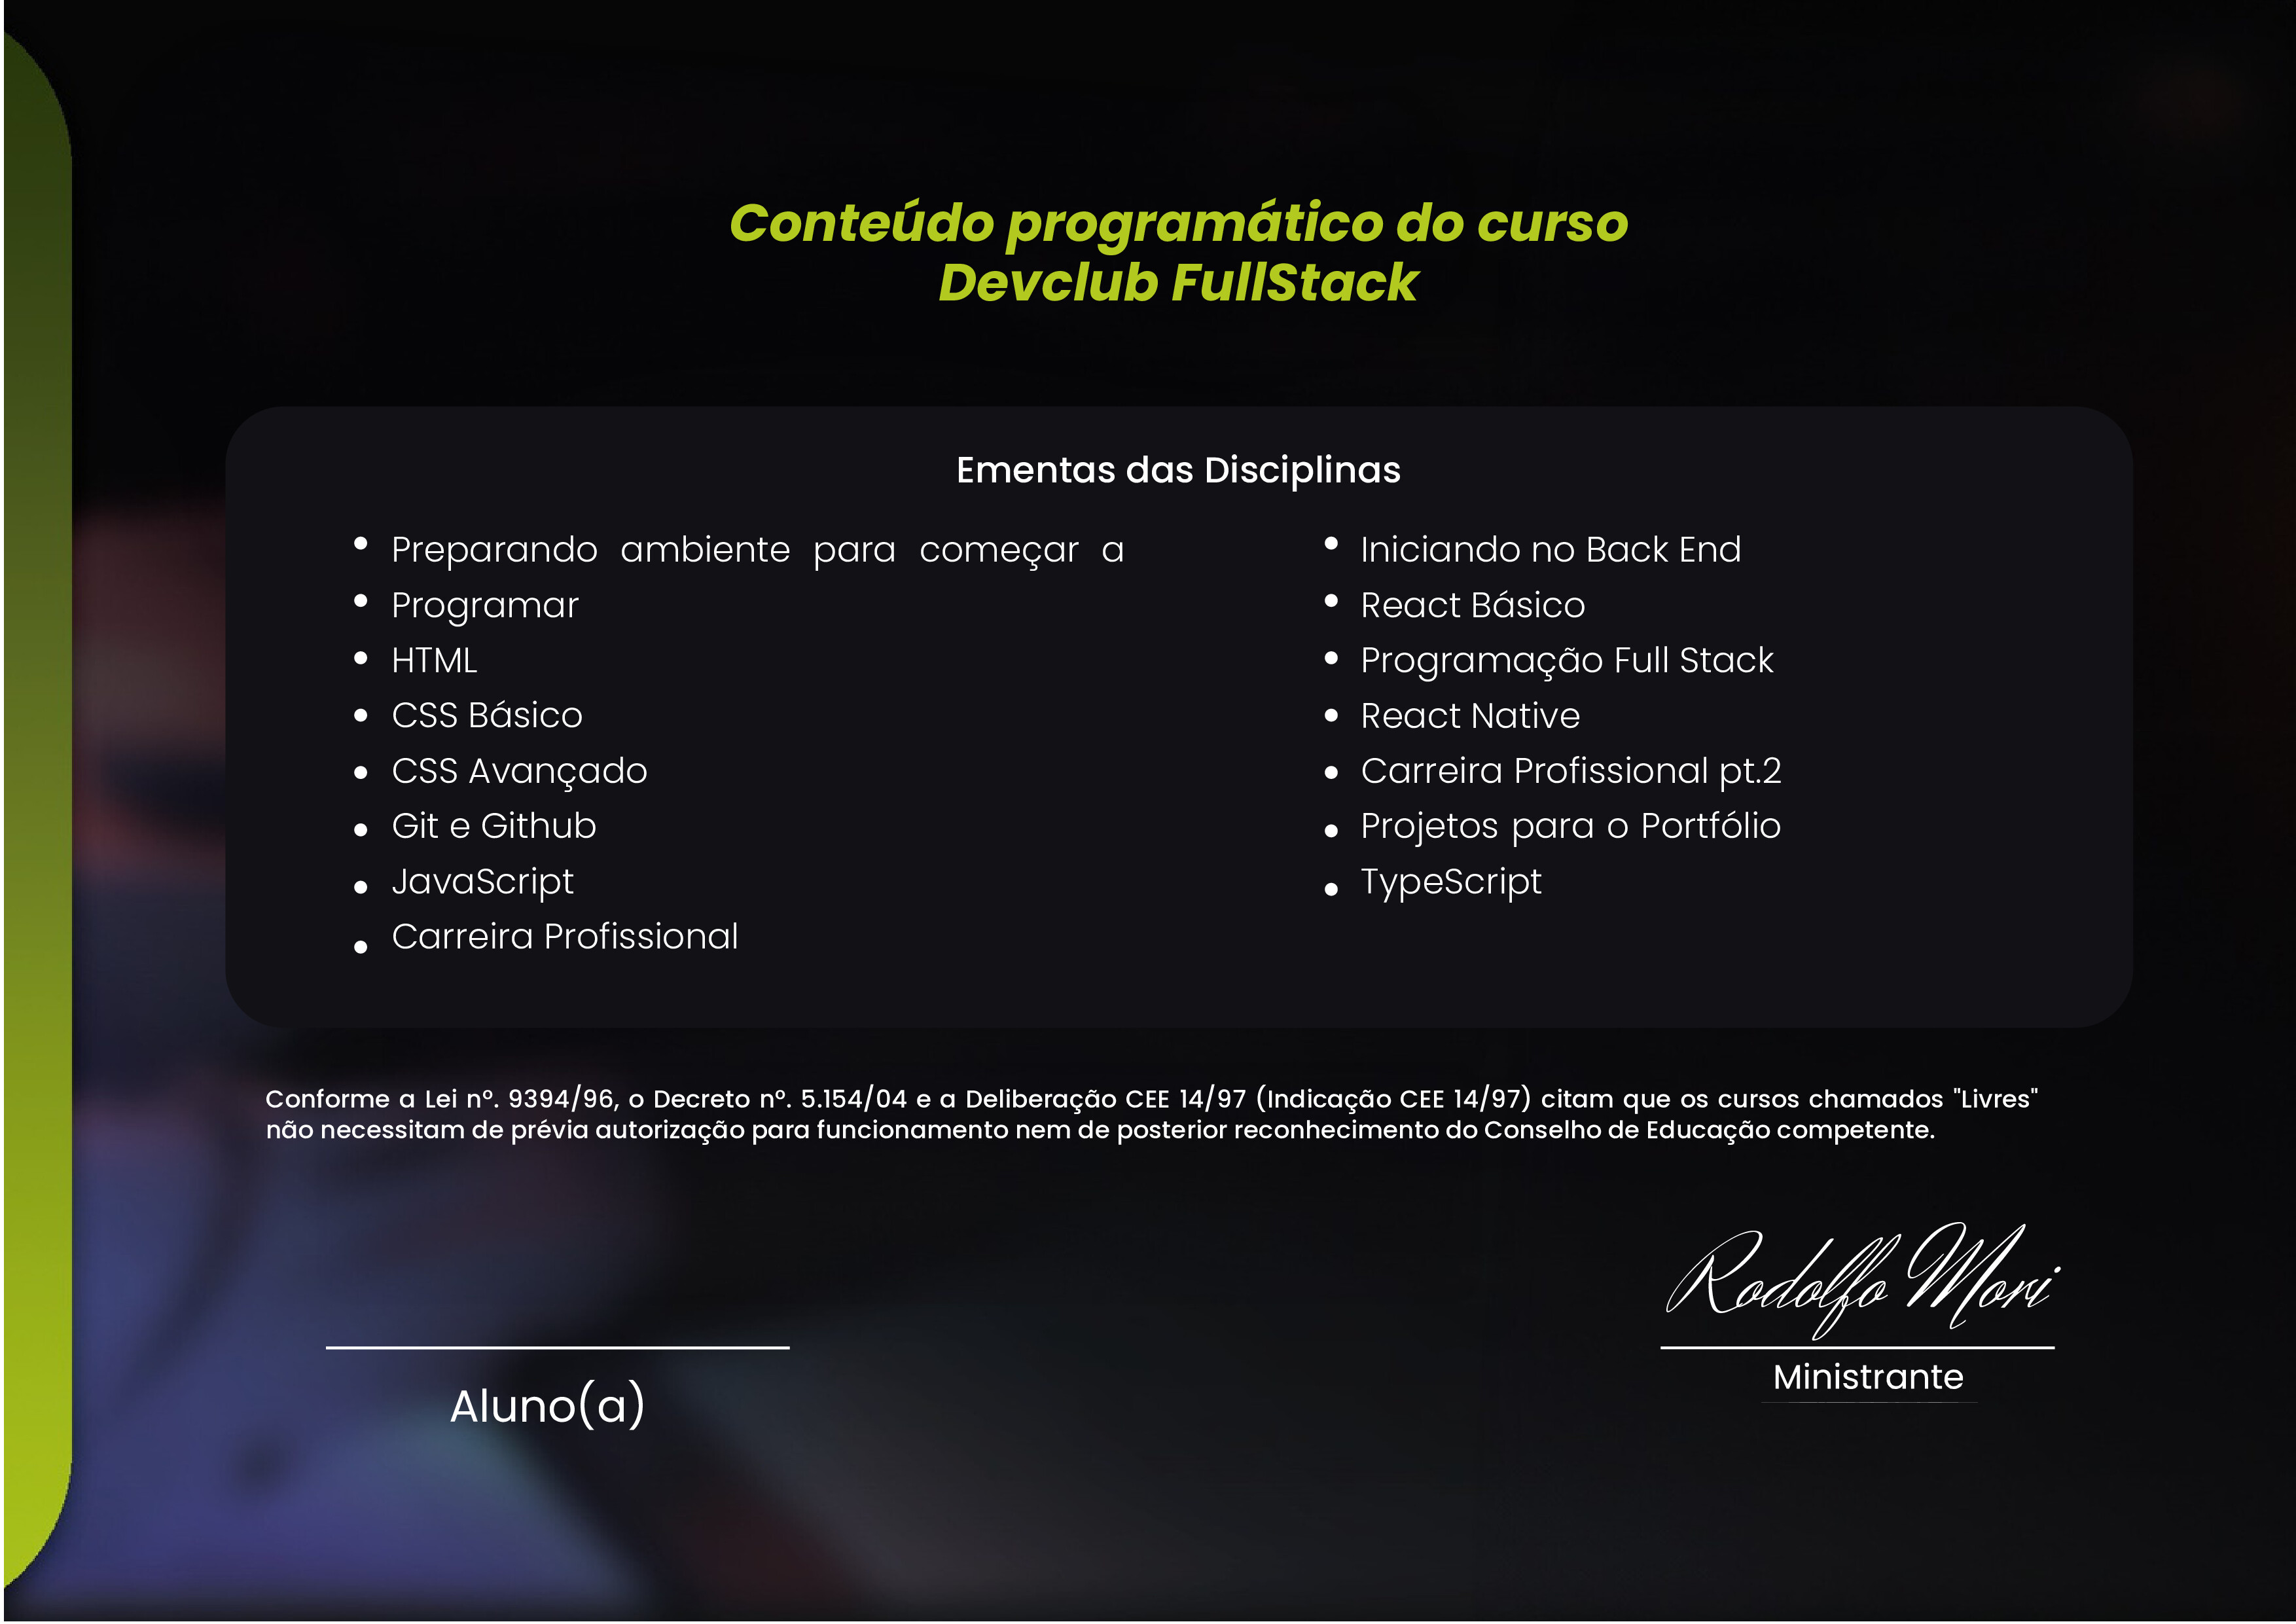 Conteúdo programático do curso
Devclub FullStack
Ementas das Disciplinas
• Preparando ambiente para começar a
• Programar
• HTML
• CSS Básico
• CSS Avançado
• Git e Github
• JavaScript
• Carreira Profissional
• Iniciando no Back End
• React Básico
• Programação Full Stack
• React Native
• Carreira Profissional pt.2
• Projetos para o Portfólio
• TypeScript
Conforme a Lei nº. 9394/96, o Decreto nº. 5.154/04 e a Deliberação CEE 14/97 (Indicação CEE 14/97) citam que os cursos chamados "Livres"
não necessitam de prévia autorização para funcionamento nem de posterior reconhecimento do Conselho de Educação competente.
Rodolfo Mori
Aluno(a)
Ministrante